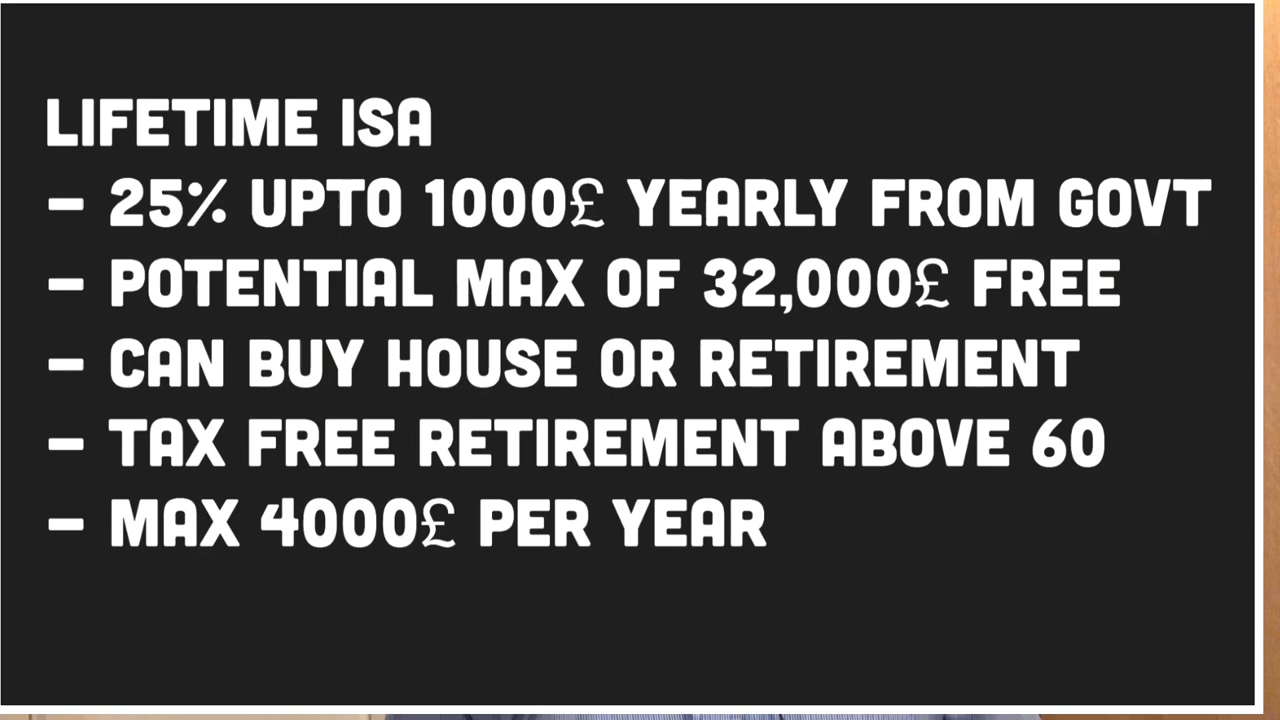 LIFETIME ISA
- 25% UPTO 1000£ YEARLY FROM GOVT
- POTENTIAL MAX OF 32,000£ FREE
- CAN BUY HOUSE OR RETIREMENT
- TAX FREE RETIREMENT ABOVE 60
- MAX 4000£ PER YEAR